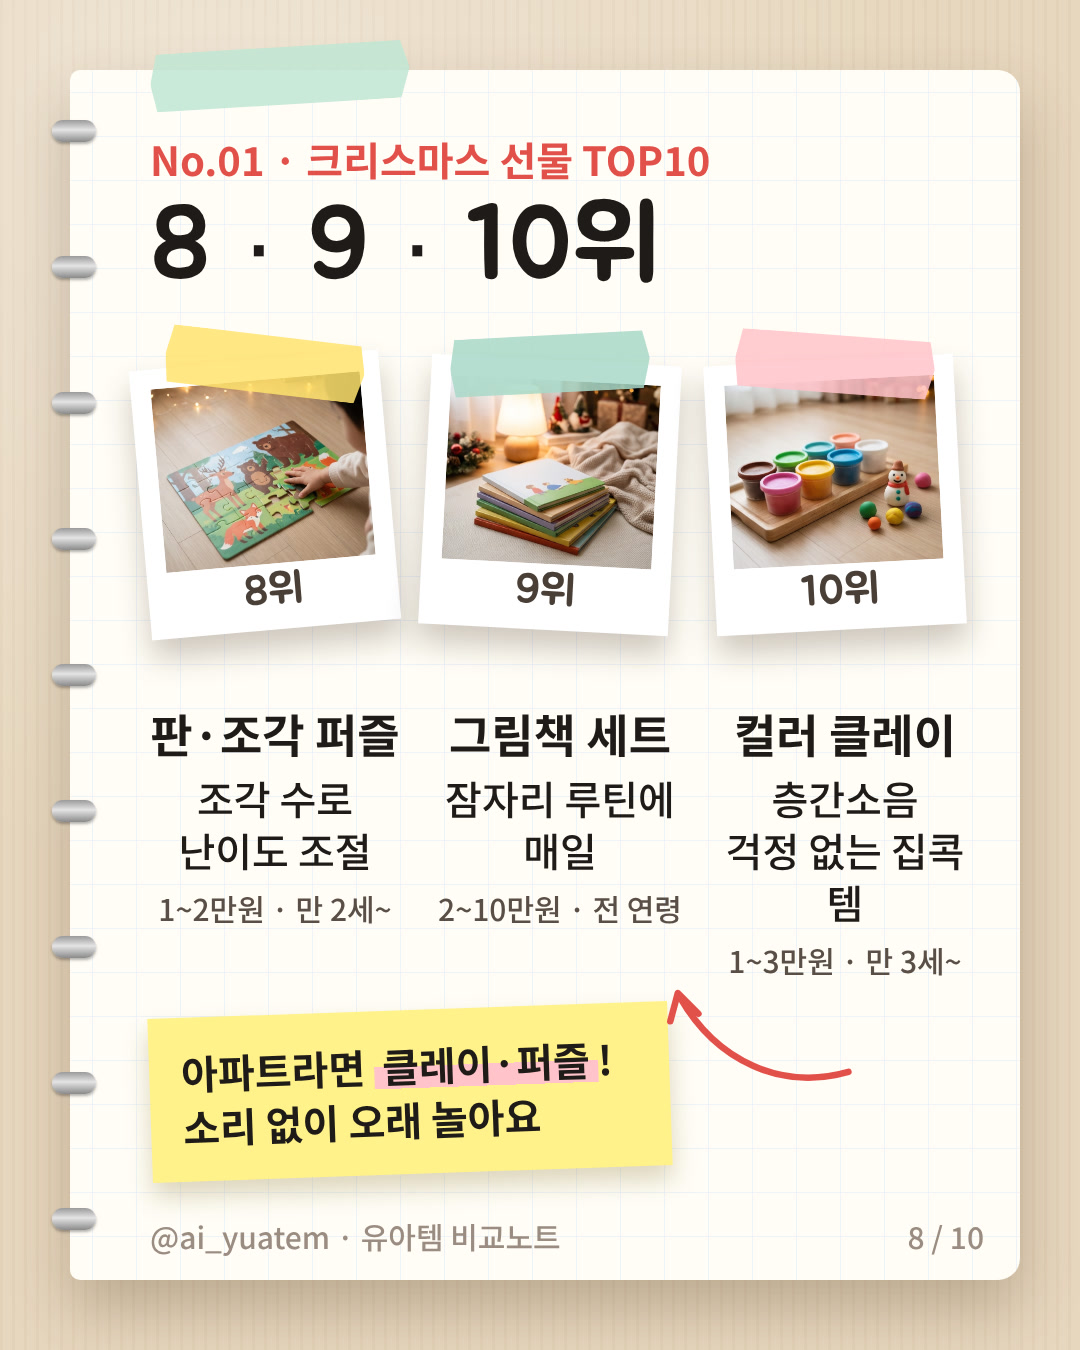 No.01 · 크리스마스 선물 TOP10
8 · 9 · 10위
8위
9위
10위
판·조각 퍼즐
조각 수로
난이도 조절
1~2만원 · 만 2세~
그림책 세트
잠자리 루틴에
매일
2~10만원 · 전 연령
컬러 클레이
층간소음
걱정 없는 집콕
템
1~3만원 · 만 3세~
아파트라면 클레이·퍼즐!
소리 없이 오래 놀아요
@ai_yuatem · 유아템 비교노트
8 / 10